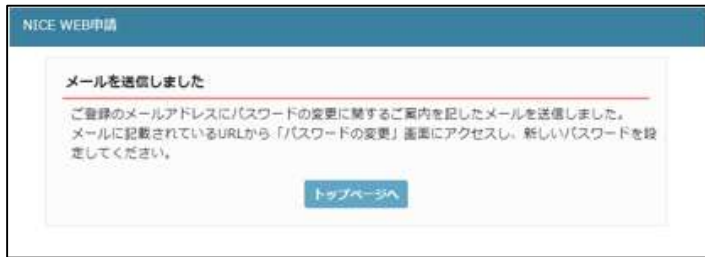 NICE WEB申請
メールを送信しました
ご登録のメールアドレスにパスワードの変更に関するご案内を記したメールを送信しました。
メールに記載されているURLから「パスワードの変更」画面にアクセスし、新しいパスワードを設
定してください。
トップページへ